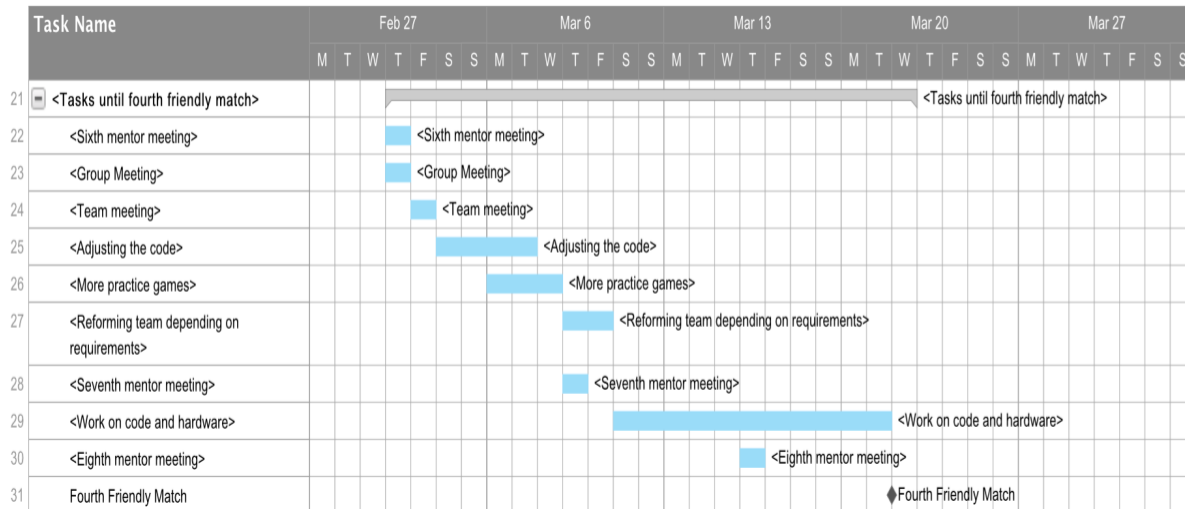 Task Name Feb 27 Mar 6 Mar 13 Mar 20 Mar 27
M T W T F S S M T W T F S S M T W T F S S M T W T F S S M T W T F S S
21 <Tasks until fourth friendly match> <Tasks until fourth friendly match>
22 <Sixth mentor meeting> <Sixth mentor meeting>
23 <Group Meeting> <Group Meeting>
24 <Team meeting> <Team meeting>
25 <Adjusting the code> <Adjusting the code>
26 <More practice games> <More practice games>
27 <Reforming team depending on <Reforming team depending on requirements>
requirements>
28 <Seventh mentor meeting> <Seventh mentor meeting>
29 <Work on code and hardware> <Work on code and hardware>
30 <Eighth mentor meeting> <Eighth mentor meeting>
31 Fourth Friendly Match Fourth Friendly Match